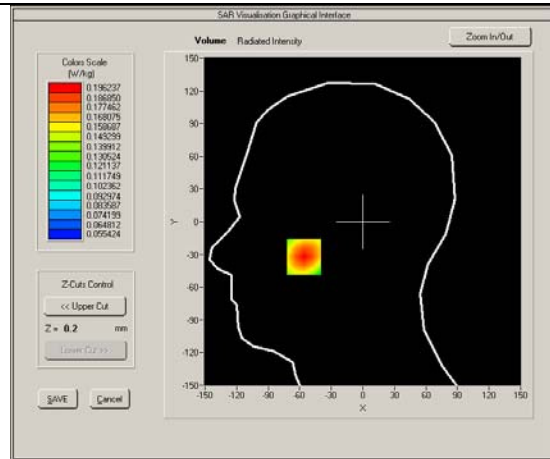 SAR Visualisation Graphical Interface
Volume Radiated Intensity
Zoom In/Out
Colors Scale
(W/kg)
0.196237
0.186850
0.177462
0.168075
0.158687
0.149299
0.139912
0.130524
0.121137
0.111749
0.102362
0.092974
0.083587
0.074199
0.064812
0.055424
Z-Cuts Control
<< Upper Cut
Z = 0.2 mm
Lower Cut >>
SAVE Cancel
150
120
90
60
30
0
-30
-60
-90
-120
-150
Y
-150 -120 -90 -60 -30 0 30 60 90 120 150
X